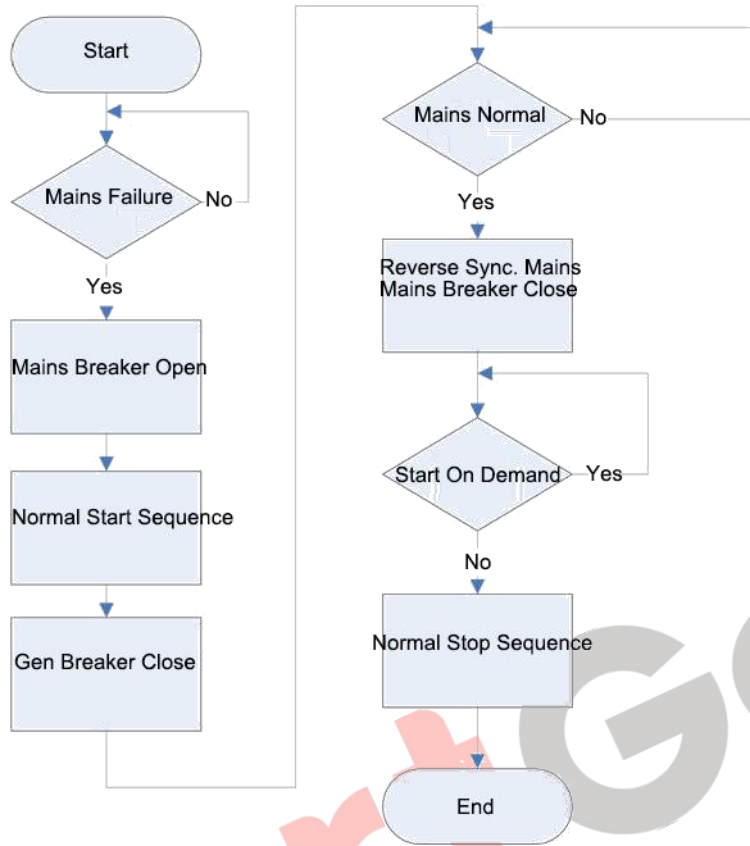 Start
Mains Failure
No
Yes
Mains Breaker Open
Normal Start Sequence
Gen Breaker Close
Mains Normal
No
Yes
Reverse Sync. Mains
Mains Breaker Close
Start On Demand
Yes
No
Normal Stop Sequence
End